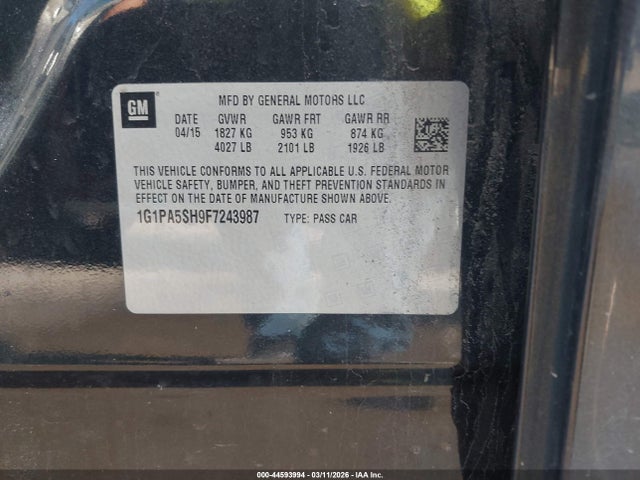 GM
MFD BY GENERAL MOTORS LLC
DATE GVWR GAWR FRT GAWR RR
04/15 1827 KG 953 KG 874 KG
4027 LB 2101 LB 1926 LB
THIS VEHICLE CONFORMS TO ALL APPLICABLE U.S. FEDERAL MOTOR
VEHICLE SAFETY, BUMPER, AND THEFT PREVENTION STANDARDS IN
EFFECT ON THE DATE OF MANUFACTURE SHOWN ABOVE.
1G1PA5SH9F7243987 TYPE: PASS CAR
000-44593994 | 03/11/2026 | IAA Inc.